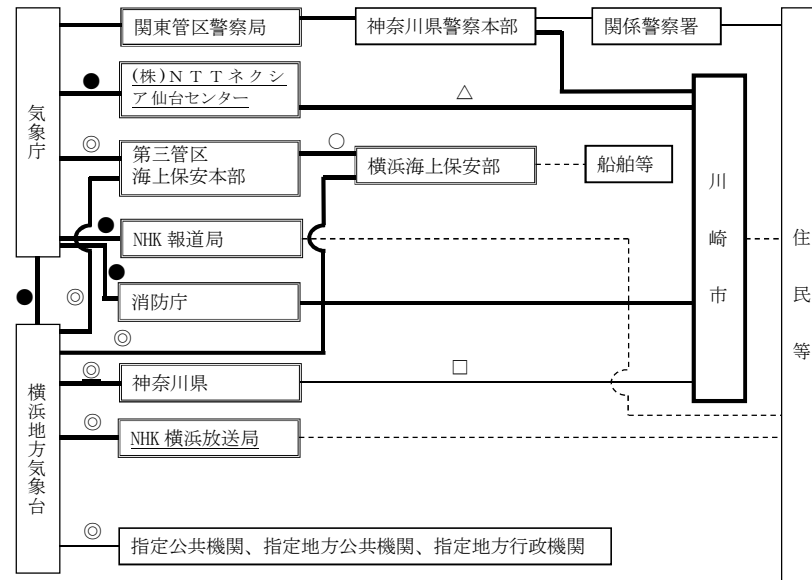 関東管区警察局
神奈川県警察本部
関係警察署
(株)ＮＴＴネクシ
ア仙台センター
●
△
気象庁
◎
第三管区
海上保安本部
○
横浜海上保安部
船舶等
川崎市
●
NHK 報道局
住民等
●
消防庁
●
◎
◎
◎
神奈川県
□
横浜地方気象台
◎
NHK 横浜放送局
◎
指定公共機関、指定地方公共機関、指定地方行政機関